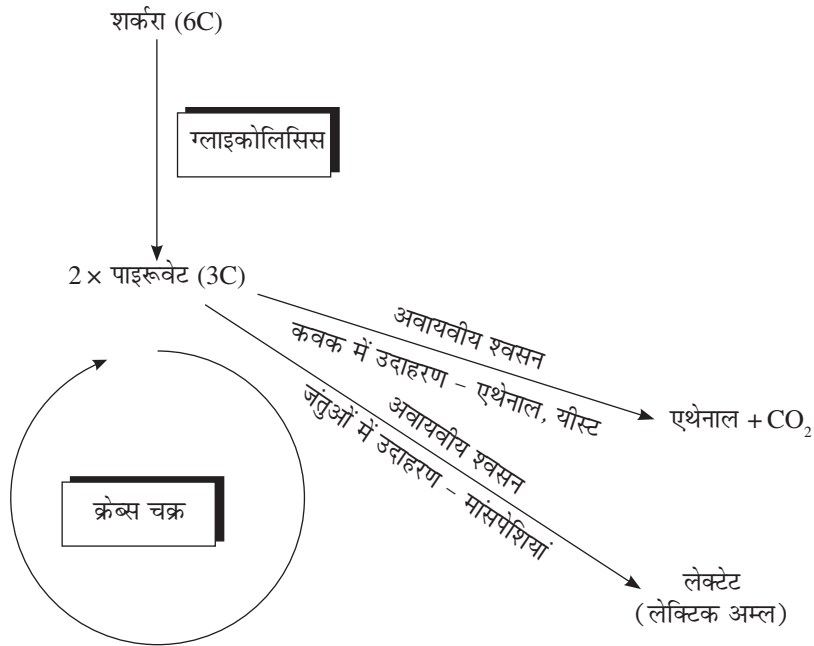 शर्करा (6C)
ग्लाइकोलिसिस
2 × पाइरूवेट (3C)
अवायवीय श्वसन
कवक में उदाहरण – एथेनाल, यीस्ट
एथेनाल + CO₂
अवायवीय श्वसन
जंतुओं में उदाहरण – मांसपेशियां
क्रेब्स चक्र
लेक्टेट
(लेक्टिक अम्ल)